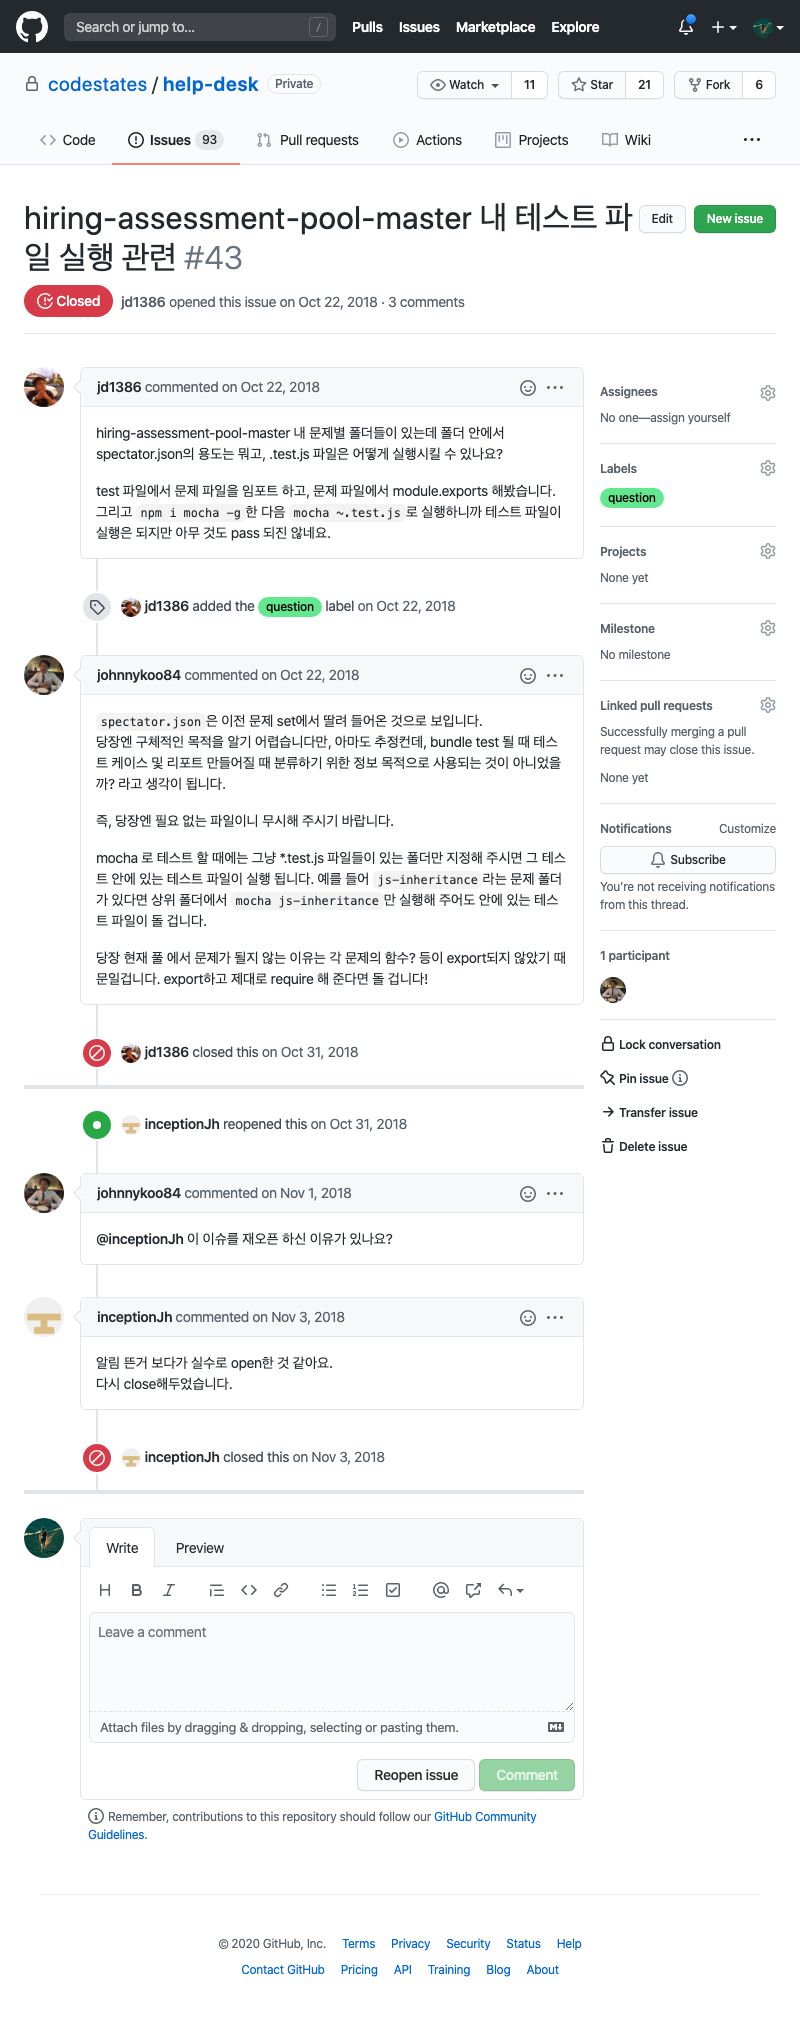 Search or jump to... /
Pulls Issues Marketplace Explore
codestates / help-desk Private
Watch 11 Star 21 Fork 6
Code Issues 93 Pull requests Actions Projects Wiki ...
hiring-assessment-pool-master 내 테스트 파
일 실행 관련 #43
Edit New issue
Closed jd1386 opened this issue on Oct 22, 2018 · 3 comments
jd1386 commented on Oct 22, 2018
hiring-assessment-pool-master 내 문제별 폴더들이 있는데 폴더 안에서
spectator.json의 용도는 뭐고, .test.js 파일은 어떻게 실행시킬 수 있나요?
test 파일에서 문제 파일을 임포트 하고, 문제 파일에서 module.exports 해봤습니다.
그리고 npm i mocha -g 한 다음 mocha ~.test.js 로 실행하니까 테스트 파일이
실행은 되지만 아무 것도 pass 되진 않네요.
jd1386 added the question label on Oct 22, 2018
johnnykoo84 commented on Oct 22, 2018
spectator.json 은 이전 문제 set에서 딸려 들어온 것으로 보입니다.
당장엔 구체적인 목적을 알기 어렵습니다만, 아마도 추정컨데, bundle test 될 때 테스
트 케이스 및 리포트 만들어질 때 분류하기 위한 정보 목적으로 사용되는 것이 아니었을
까? 라고 생각이 됩니다.
즉, 당장엔 필요 없는 파일이니 무시해 주시기 바랍니다.
mocha 로 테스트 할 때에는 그냥 *.test.js 파일들이 있는 폴더만 지정해 주시면 그 테스
트 안에 있는 테스트 파일이 실행 됩니다. 예를 들어 js-inheritance 라는 문제 폴더
가 있다면 상위 폴더에서 mocha js-inheritance 만 실행해 주어도 안에 있는 테스
트 파일이 돌 겁니다.
당장 현재 풀 에서 문제가 될지 않는 이유는 각 문제의 함수? 등이 export되지 않았기 때
문일겁니다. export하고 제대로 require 해 준다면 돌 겁니다!
jd1386 closed this on Oct 31, 2018
inceptionJh reopened this on Oct 31, 2018
johnnykoo84 commented on Nov 1, 2018
@inceptionJh 이 이슈를 재오픈 하신 이유가 있나요?
inceptionJh commented on Nov 3, 2018
알림 뜬거 보다가 실수로 open한 것 같아요.
다시 close해두었습니다.
inceptionJh closed this on Nov 3, 2018
Write Preview
Leave a comment
Attach files by dragging & dropping, selecting or pasting them.
Reopen issue Comment
Remember, contributions to this repository should follow our GitHub Community
Guidelines.
Assignees
No one—assign yourself
Labels
question
Projects
None yet
Milestone
No milestone
Linked pull requests
Successfully merging a pull
request may close this issue.
None yet
Notifications Customize
Subscribe
You're not receiving notifications
from this thread.
1 participant
Lock conversation
Pin issue
Transfer issue
Delete issue
© 2020 GitHub, Inc. Terms Privacy Security Status Help
Contact GitHub Pricing API Training Blog About